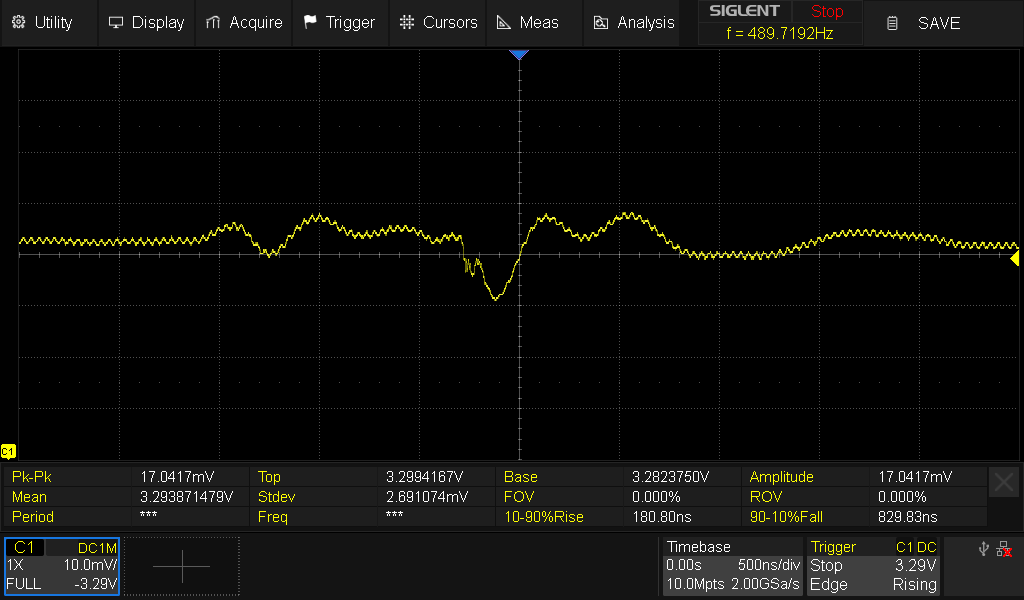 Utility Display Acquire Trigger Cursors Meas Analysis SIGLENT Stop SAVE
f = 489.7192Hz
C1
Pk-Pk 17.0417mV Top 3.2994167V Base 3.2823750V Amplitude 17.0417mV
Mean 3.293871479V Stdev 2.691074mV FOV 0.000% ROV 0.000%
Period *** Freq *** 10-90%Rise 180.80ns 90-10%Fall 829.83ns
C1 DC1M Timebase Trigger C1 DC
1X 10.0mV/ 0.00s 500ns/div Stop 3.29V
FULL -3.29V 10.0Mpts 2.00GSa/s Edge Rising